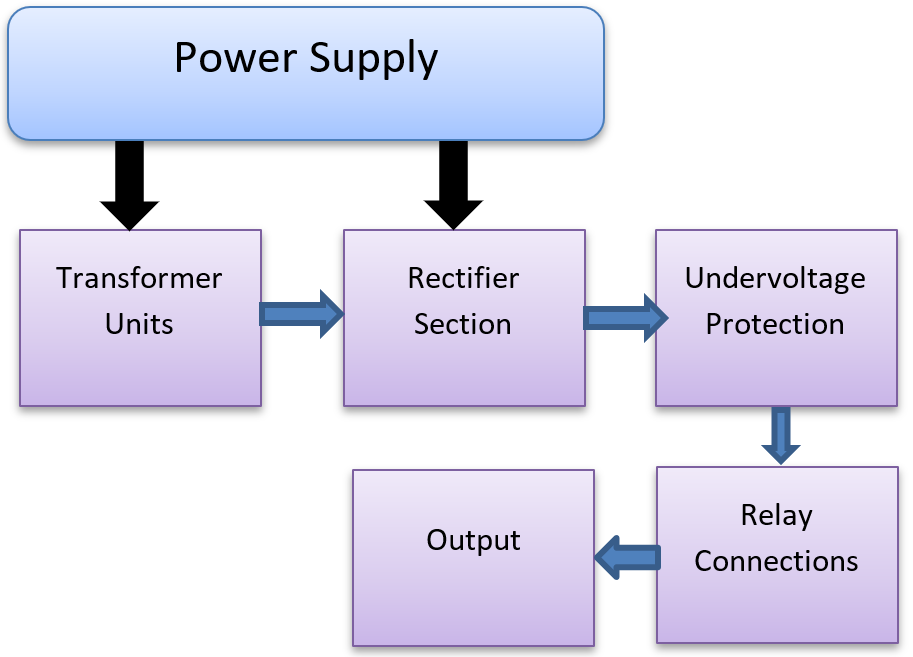 Power Supply
Transformer
Units
Rectifier
Section
Undervoltage
Protection
Relay
Connections
Output